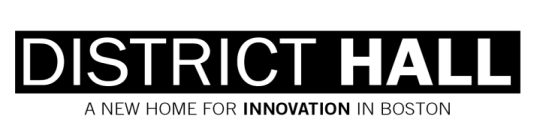 DISTRICT HALL
A NEW HOME FOR INNOVATION IN BOSTON